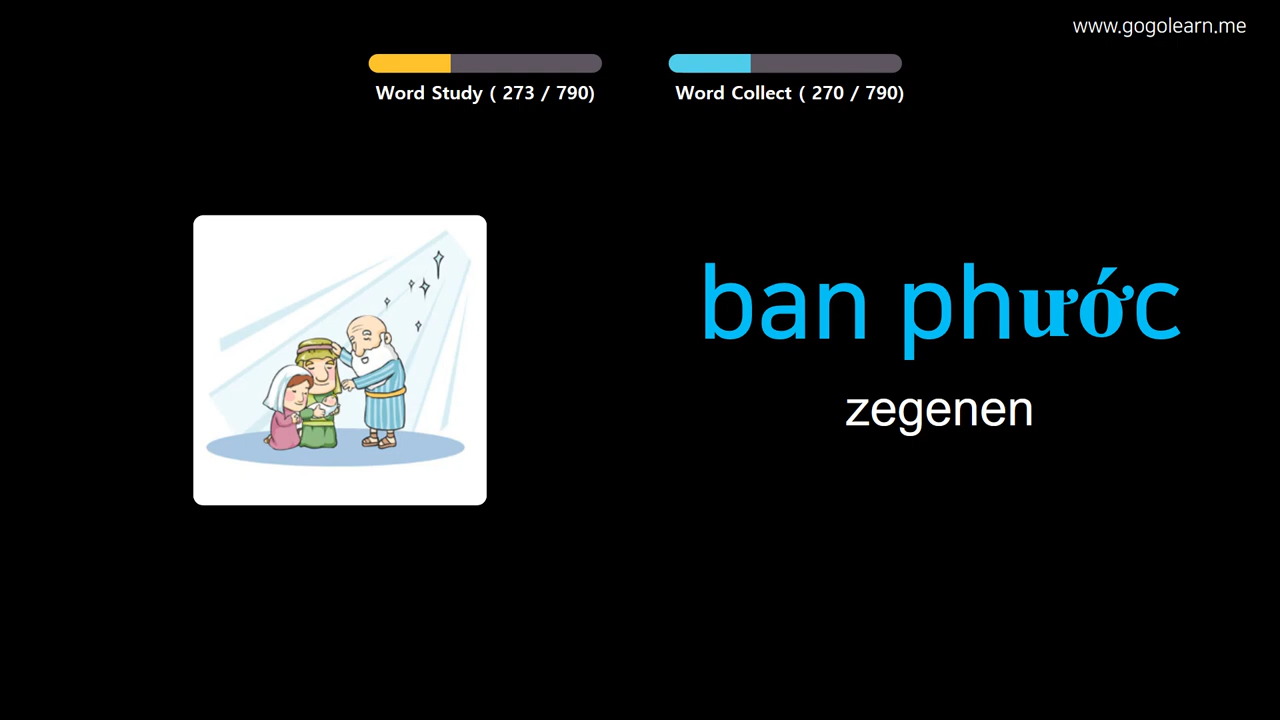 www.gogolearn.me
Word Study ( 273 / 790)
Word Collect ( 270 / 790)
ban phước
zegenen